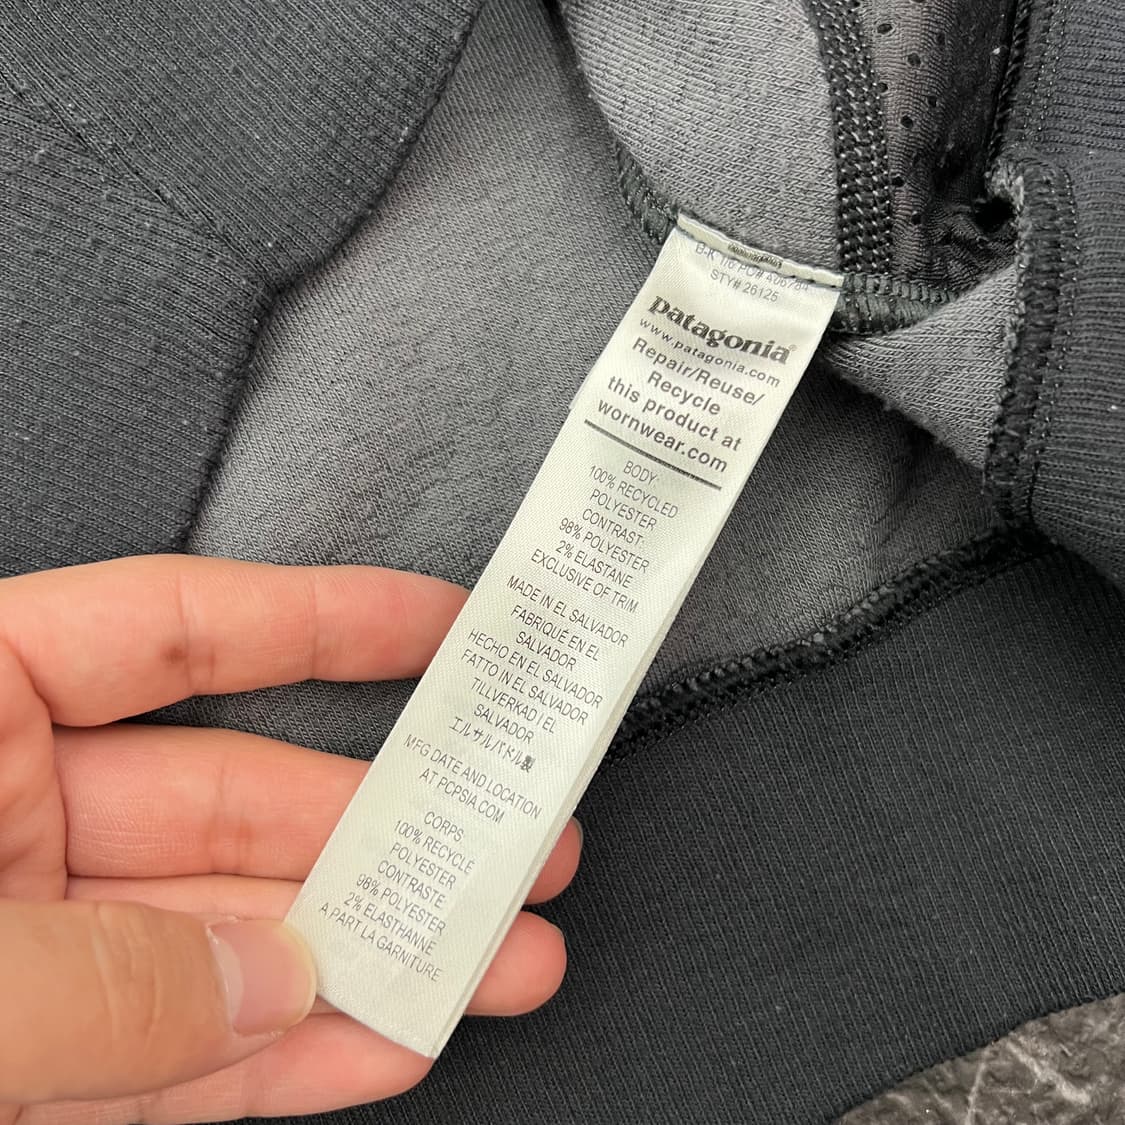 STY# 26125
patagonia®
www.patagonia.com
Repair/Reuse/
Recycle
this product at
wornwear.com
BODY:
100% RECYCLED
POLYESTER
CONTRAST:
98% POLYESTER
2% ELASTANE
EXCLUSIVE OF TRIM
MADE IN EL SALVADOR
FABRIQUÉ EN EL
SALVADOR
HECHO EN EL SALVADOR
FATTO IN EL SALVADOR
TILLVERKAD I EL
SALVADOR
エルサルバドル製
MFG DATE AND LOCATION
AT PCPSIA.COM
CORPS
100% RECYCLÉ
POLYESTER
CONTRASTE
98% POLYESTER
2% ELASTHANNE
A PART LA GARNITURE